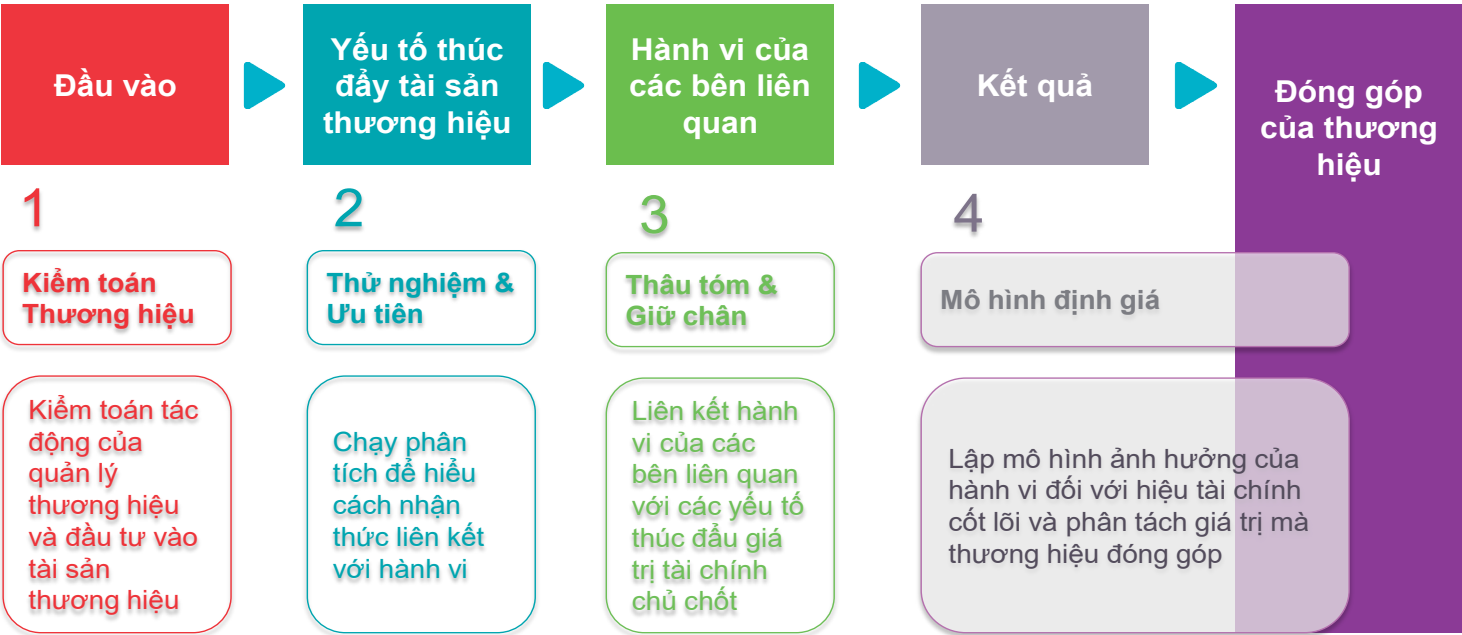 Đầu vào
Yếu tố thúc
đẩy tài sản
thương hiệu
Hành vi của
các bên liên
quan
Kết quả
Đóng góp
của thương
hiệu
1
Kiểm toán
Thương hiệu
Kiểm toán tác
động của
quản lý
thương hiệu
và đầu tư vào
tài sản
thương hiệu
2
Thử nghiệm &
Ưu tiên
Chạy phân
tích để hiểu
cách nhận
thức liên kết
với hành vi
3
Thâu tóm &
Giữ chân
Liên kết hành
vi của các
bên liên quan
với các yếu tố
thúc đẩu giá
trị tài chính
chủ chốt
4
Mô hình định giá
Lập mô hình ảnh hưởng của
hành vi đối với hiệu tài chính
cốt lõi và phân tách giá trị mà
thương hiệu đóng góp